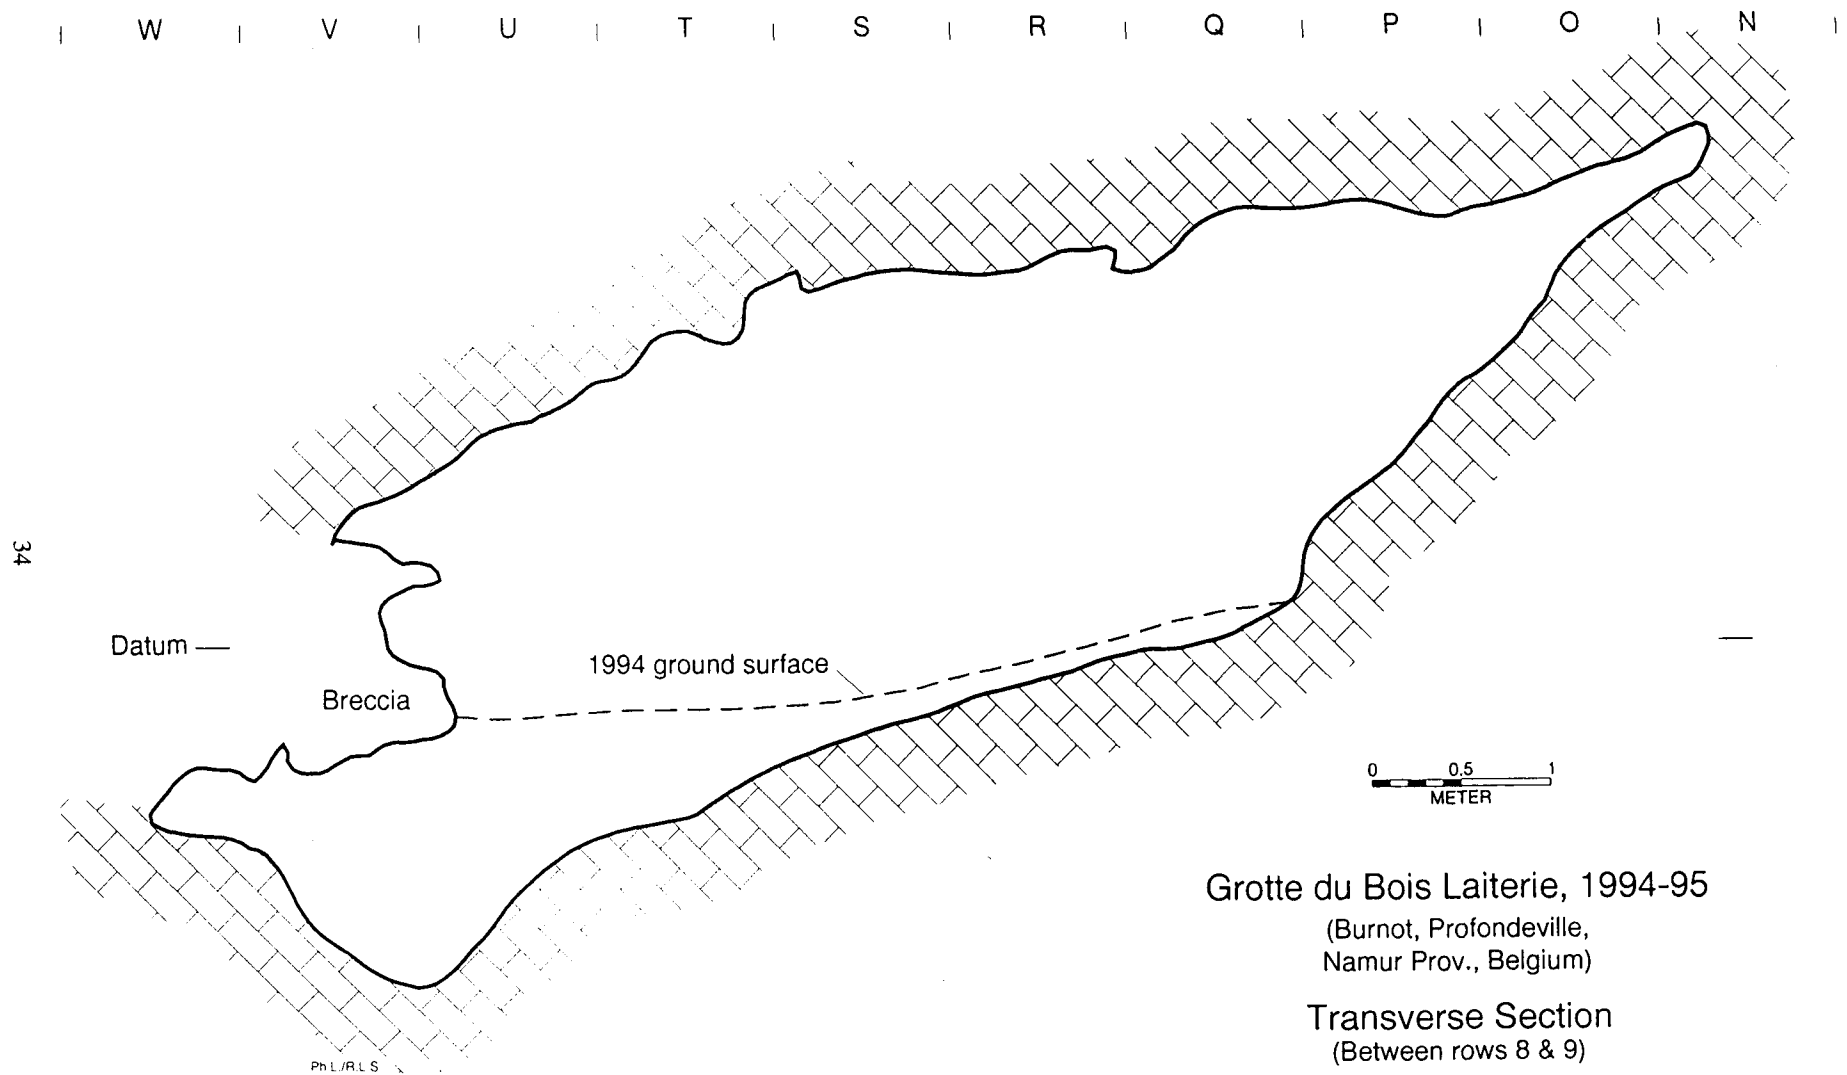 W V U T S R Q P O N
34
Datum
1994 ground surface
Breccia
0 0.5 1
METER
Grotte du Bois Laiterie, 1994-95
(Burnot, Profondeville,
Namur Prov., Belgium)
Transverse Section
(Between rows 8 & 9)
Ph L./R.L S